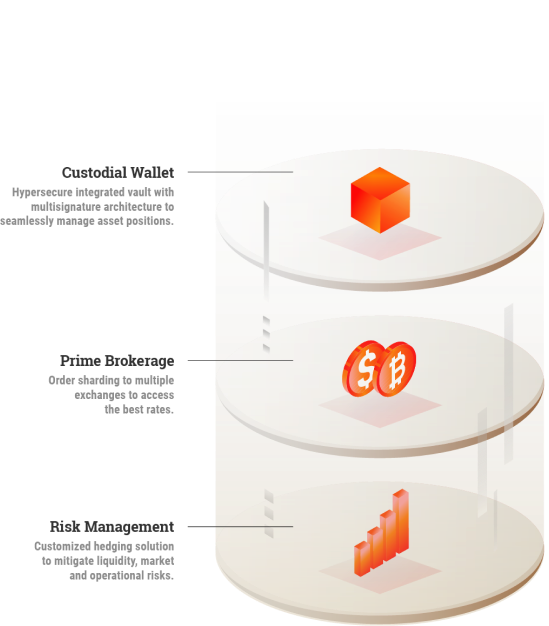 Custodial Wallet
Hypersecure integrated vault with
multisignature architecture to
seamlessly manage asset positions.
Prime Brokerage
Order sharding to multiple
exchanges to access
the best rates.
Risk Management
Customized hedging solution
to mitigate liquidity, market
and operational risks.